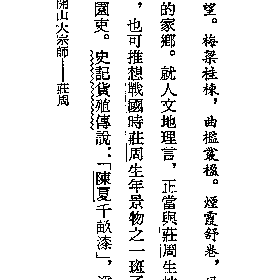 望。梅梁桂棟，曲檻叢楹。煙霞舒卷，
的家鄉。就人文地理言，正當與莊周生
，也可推想戰國時莊周生年景物之一斑
園吏。史記貨殖傳說：「陳夏千畝漆」，
開山大宗師——莊周